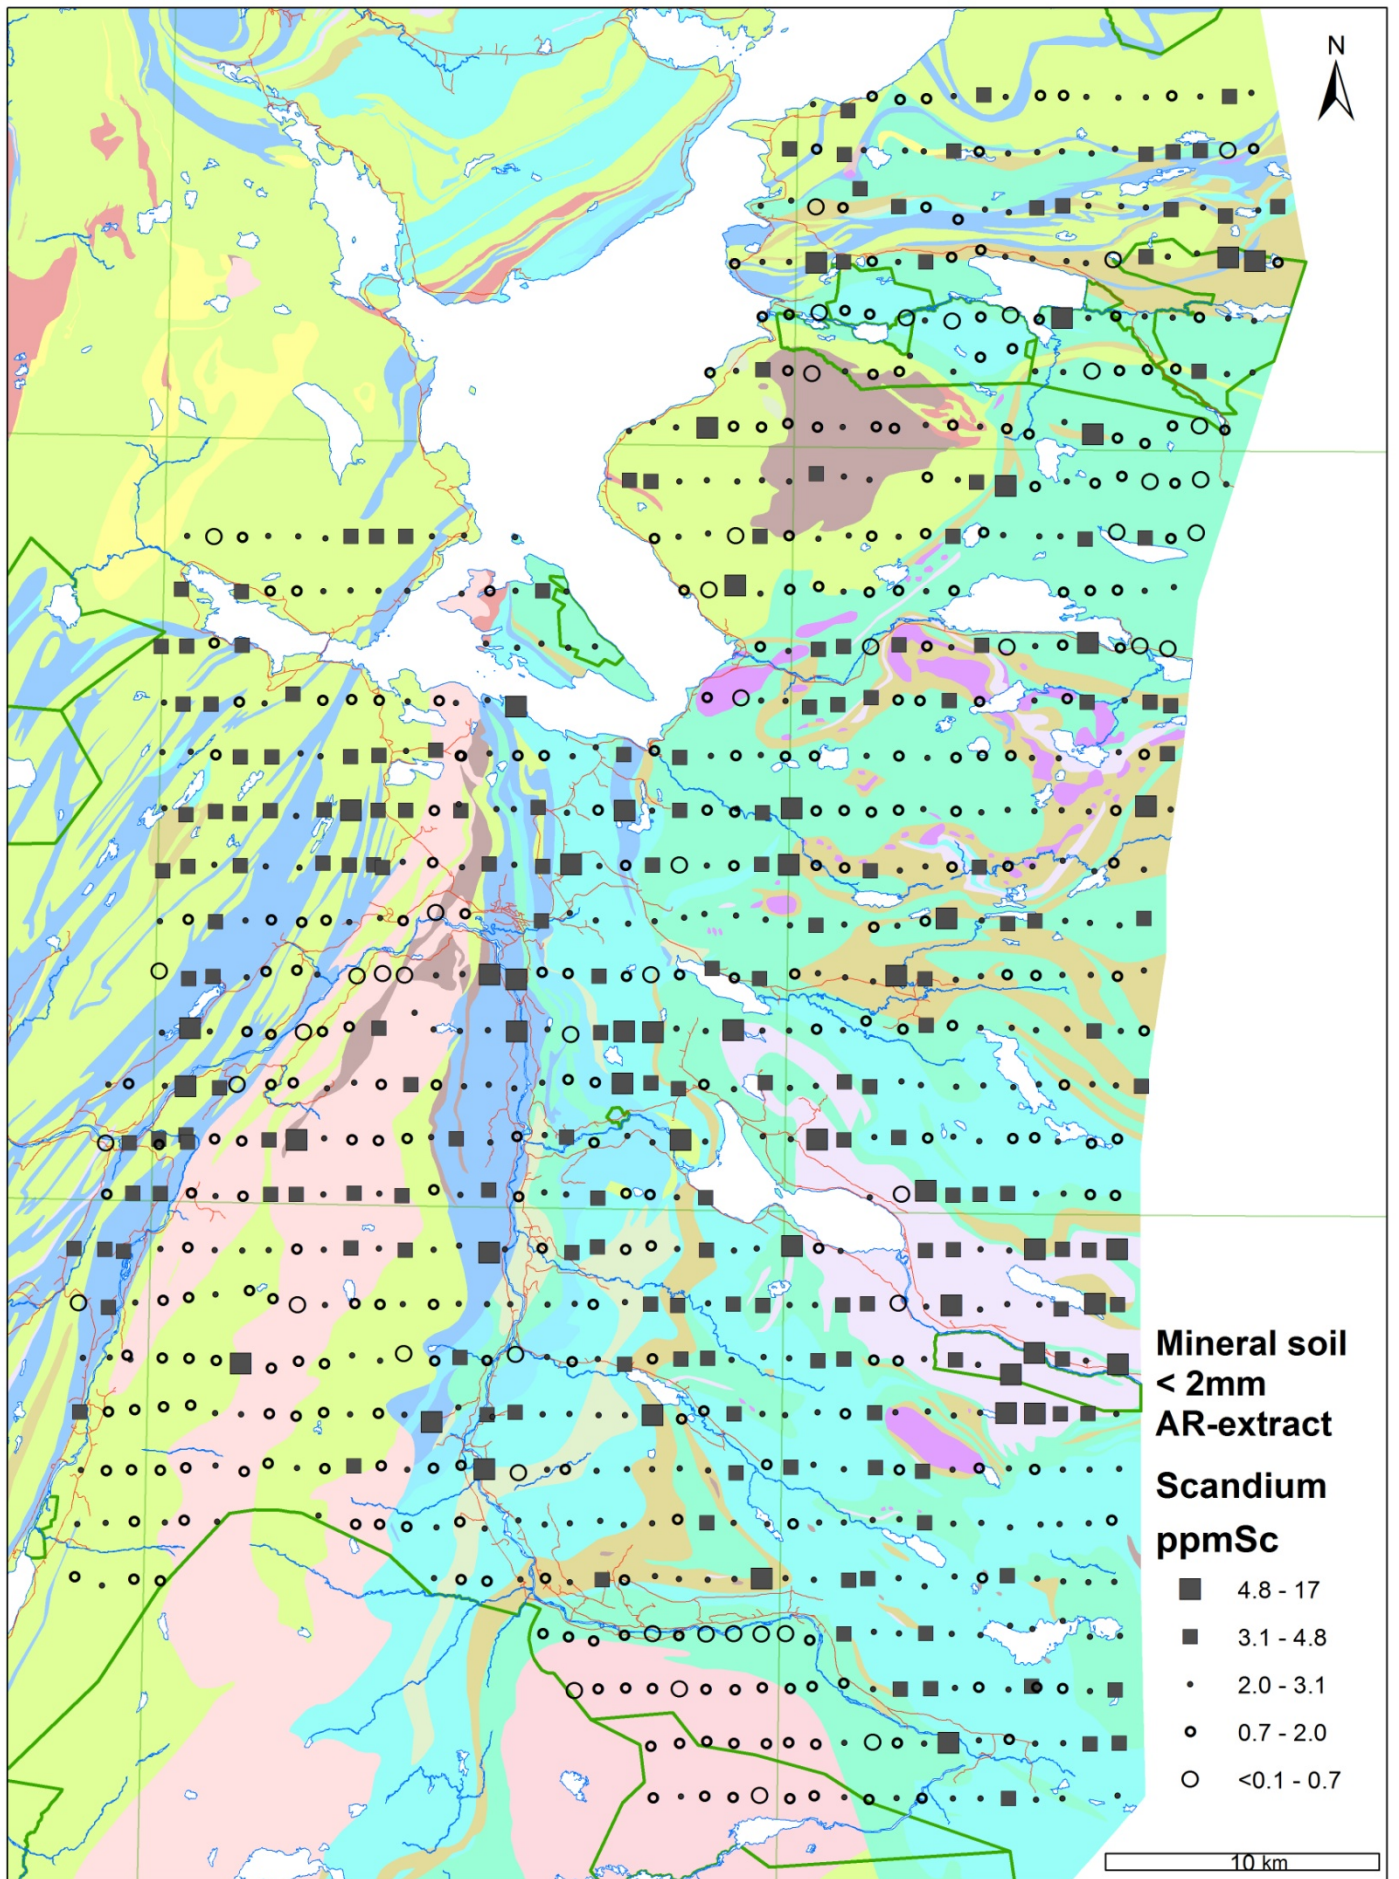 N
Mineral soil
< 2mm
AR-extract
Scandium
ppmSc
4.8 - 17
3.1 - 4.8
2.0 - 3.1
0.7 - 2.0
<0.1 - 0.7
10 km